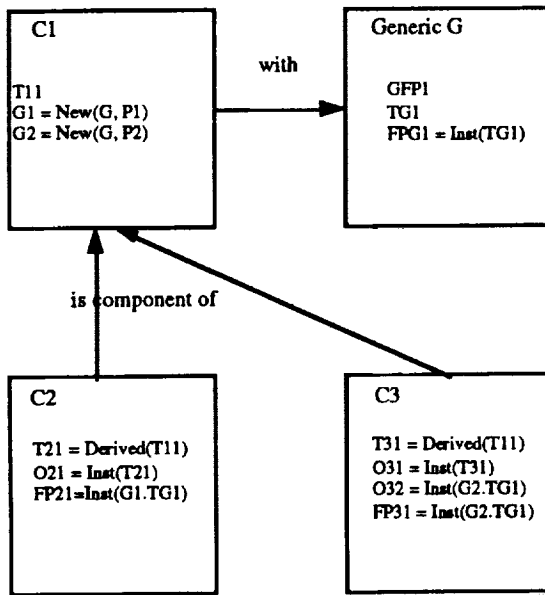 C1
T11
G1 = New(G, P1)
G2 = New(G, P2)
with
Generic G
GFP1
TG1
FPG1 = Inst(TG1)
is component of
C2
T21 = Derived(T11)
O21 = Inst(T21)
FP21=Inst(G1.TG1)
C3
T31 = Derived(T11)
O31 = Inst(T31)
O32 = Inst(G2.TG1)
FP31 = Inst(G2.TG1)